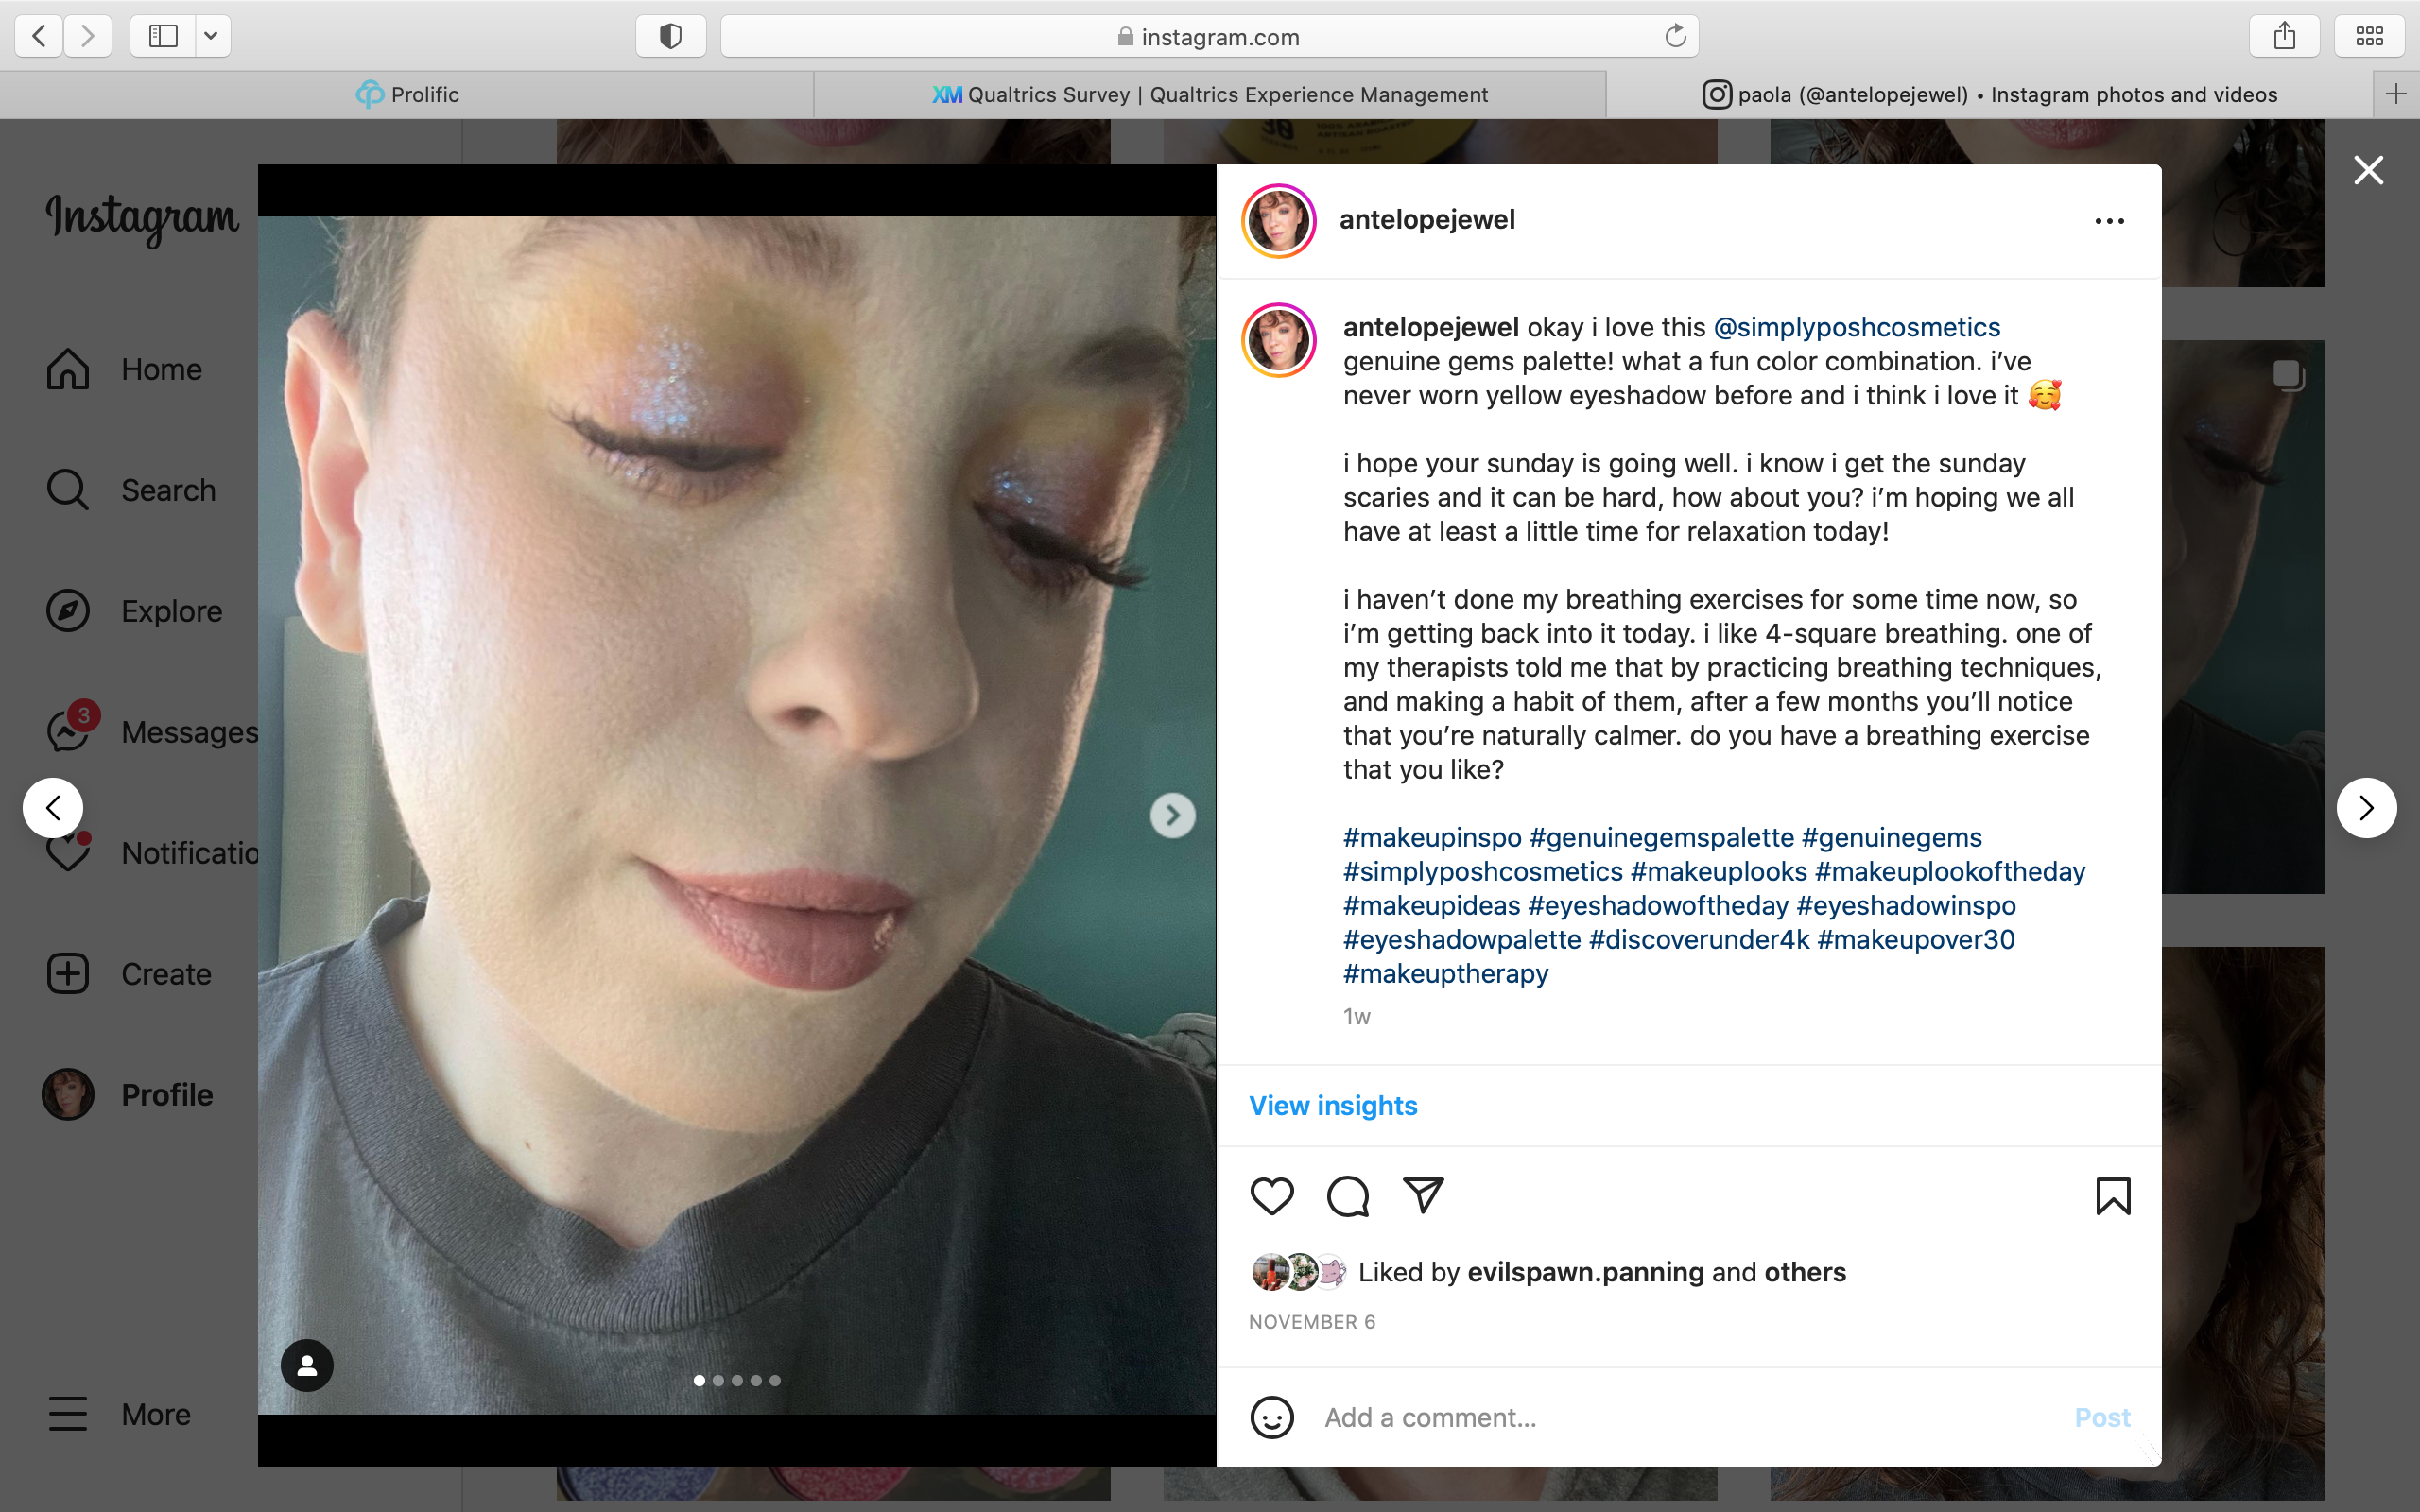 instagram.com
Prolific
XM Qualtrics Survey | Qualtrics Experience Management
paola (@antelopejewel) • Instagram photos and videos
Instagram
Home
Search
Explore
3
Messages
Notificatio
Create
Profile
More
38
antelopejewel
antelopejewel okay i love this @simplyposhcosmetics
genuine gems palette! what a fun color combination. i’ve
never worn yellow eyeshadow before and i think i love it 🥰
i hope your sunday is going well. i know i get the sunday
scaries and it can be hard, how about you? i’m hoping we all
have at least a little time for relaxation today!
i haven’t done my breathing exercises for some time now, so
i’m getting back into it today. i like 4-square breathing. one of
my therapists told me that by practicing breathing techniques,
and making a habit of them, after a few months you’ll notice
that you’re naturally calmer. do you have a breathing exercise
that you like?
#makeupinspo #genuinegemspalette #genuinegems
#simplyposhcosmetics #makeuplooks #makeuplookoftheday
#makeupideas #eyeshadowoftheday #eyeshadowinspo
#eyeshadowpalette #discoverunder4k #makeupover30
#makeuptherapy
1w
View insights
Liked by evilspawn.panning and others
NOVEMBER 6
Add a comment...
Post